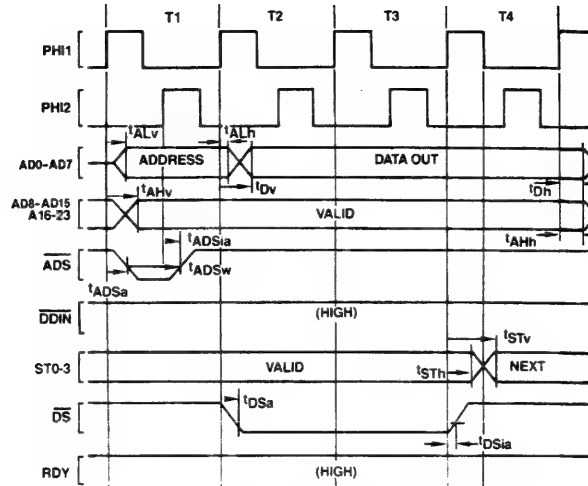 T1 T2 T3 T4
PHI1
PHI2
tALv tALh
AD0-AD7 ADDRESS DATA OUT
tAHv tDv tDh
AD8-AD15
A16-23 VALID
tADSia tAHh
ADS tADSw
tADSa
DDIN (HIGH)
tSTv
ST0-3 VALID tSTh NEXT
DS tDSa
tDSia
RDY (HIGH)